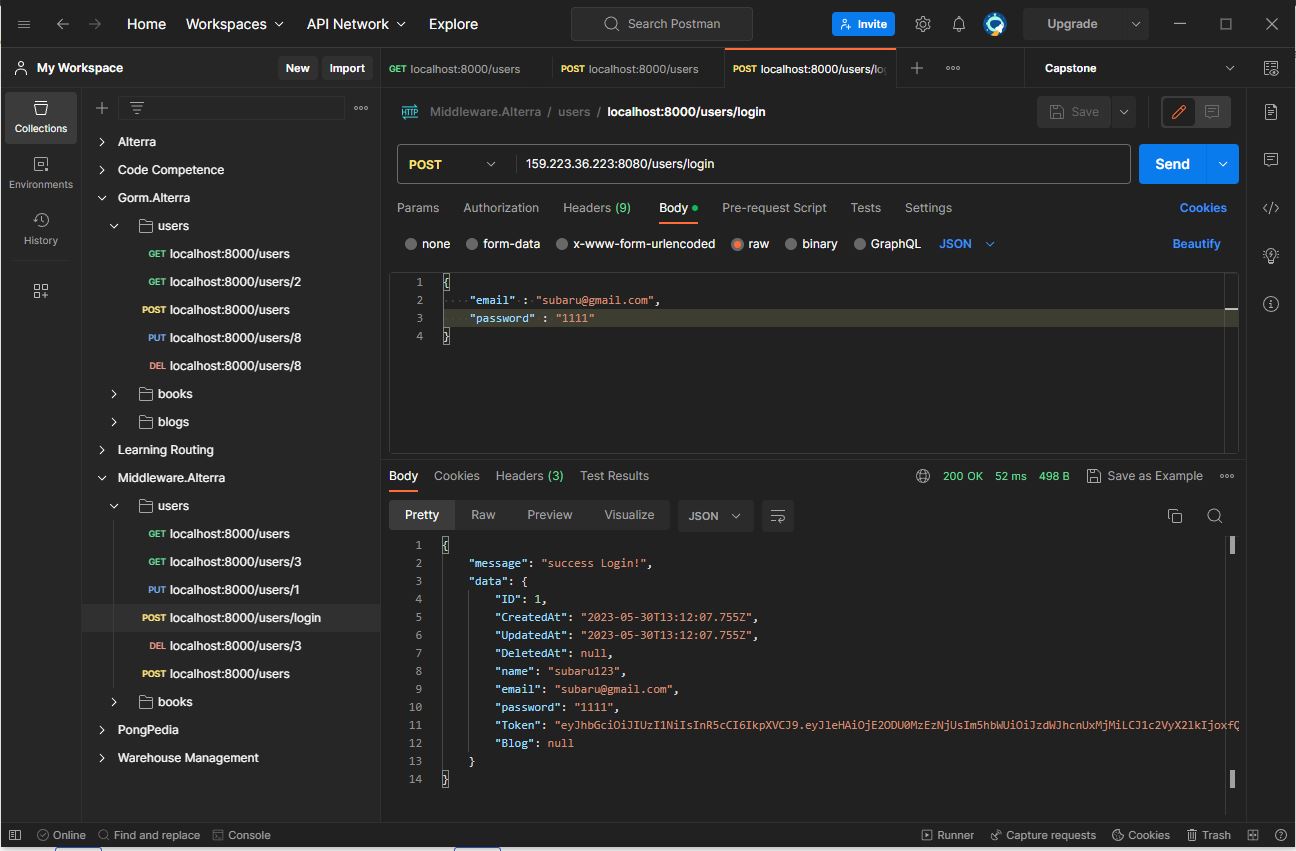 Home Workspaces API Network Explore Search Postman Invite Upgrade
My Workspace New Import GET localhost:8000/users POST localhost:8000/users POST localhost:8000/users/lo Capstone
Collections
Environments
History
Alterra
Code Competence
Gorm.Alterra
users
GET localhost:8000/users
GET localhost:8000/users/2
POST localhost:8000/users
PUT localhost:8000/users/8
DEL localhost:8000/users/8
books
blogs
Learning Routing
Middleware.Alterra
users
GET localhost:8000/users
GET localhost:8000/users/3
PUT localhost:8000/users/1
POST localhost:8000/users/login
DEL localhost:8000/users/3
POST localhost:8000/users
books
PongPedia
Warehouse Management
HTTP Middleware.Alterra / users / localhost:8000/users/login Save
POST 159.223.36.223:8080/users/login Send
Params Authorization Headers (9) Body Pre-request Script Tests Settings Cookies
none form-data x-www-form-urlencoded raw binary GraphQL JSON Beautify
1 {
2 "email" : "subaru@gmail.com",
3 "password" : "1111"
4 }
Body Cookies Headers (3) Test Results 200 OK 52 ms 498 B Save as Example
Pretty Raw Preview Visualize JSON
1 {
2 "message": "success Login!",
3 "data": {
4 "ID": 1,
5 "CreatedAt": "2023-05-30T13:12:07.755Z",
6 "UpdatedAt": "2023-05-30T13:12:07.755Z",
7 "DeletedAt": null,
8 "name": "subaru123",
9 "email": "subaru@gmail.com",
10 "password": "1111",
11 "Token": "eyJhbGciOiJIUzI1NiIsInR5cCI6IkpXVCJ9.eyJleHAiOjE2ODU0MzEzNjUsIm5hbWUiOiJzdWJhcnUxMjMiLCJ1c2VyX2lkIjoxfQ
12 "Blog": null
13 }
14 }
Online Find and replace Console Runner Capture requests Cookies Trash